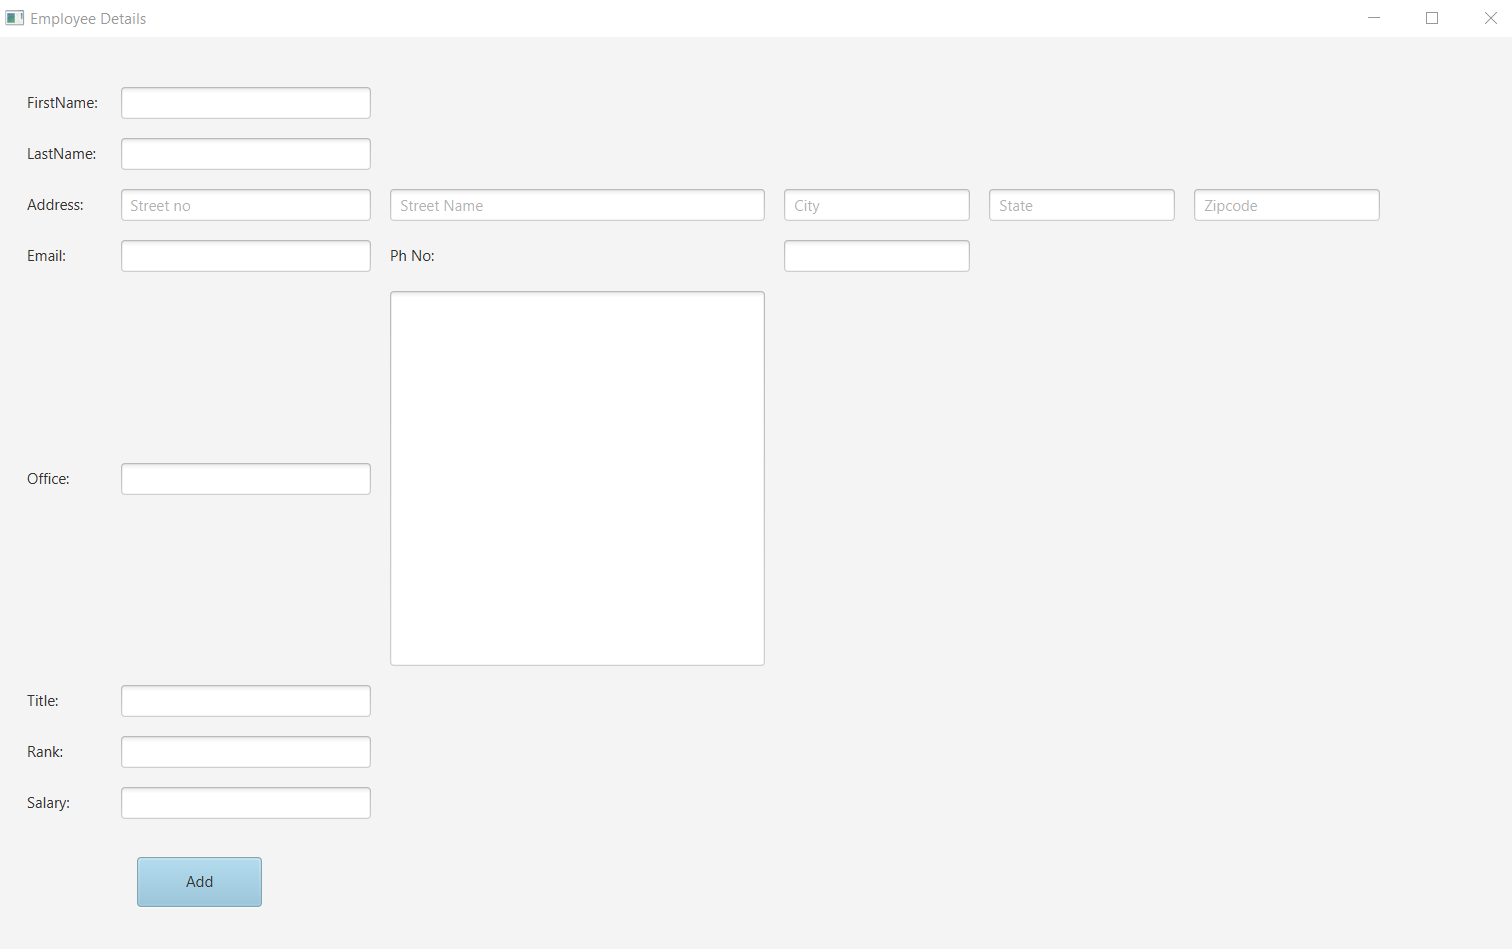 Employee Details
FirstName:
LastName:
Address: Street no Street Name City State Zipcode
Email: Ph No:
Office:
Title:
Rank:
Salary:
Add